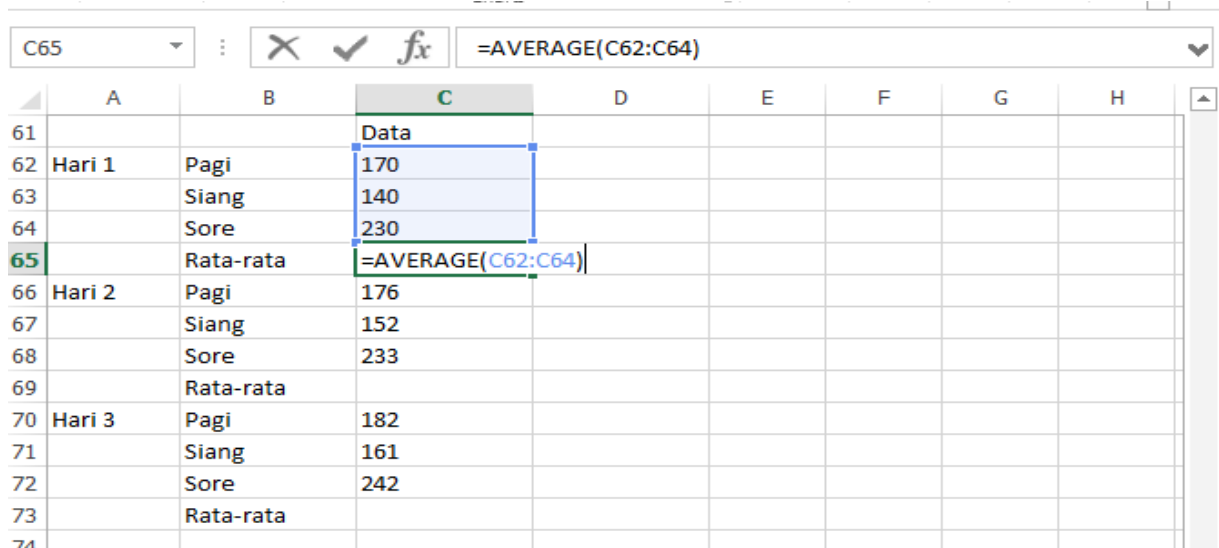 C65 fx =AVERAGE(C62:C64)
A B C D E F G H
61 Data
62 Hari 1 Pagi 170
63 Siang 140
64 Sore 230
65 Rata-rata =AVERAGE(C62:C64)
66 Hari 2 Pagi 176
67 Siang 152
68 Sore 233
69 Rata-rata
70 Hari 3 Pagi 182
71 Siang 161
72 Sore 242
73 Rata-rata
74